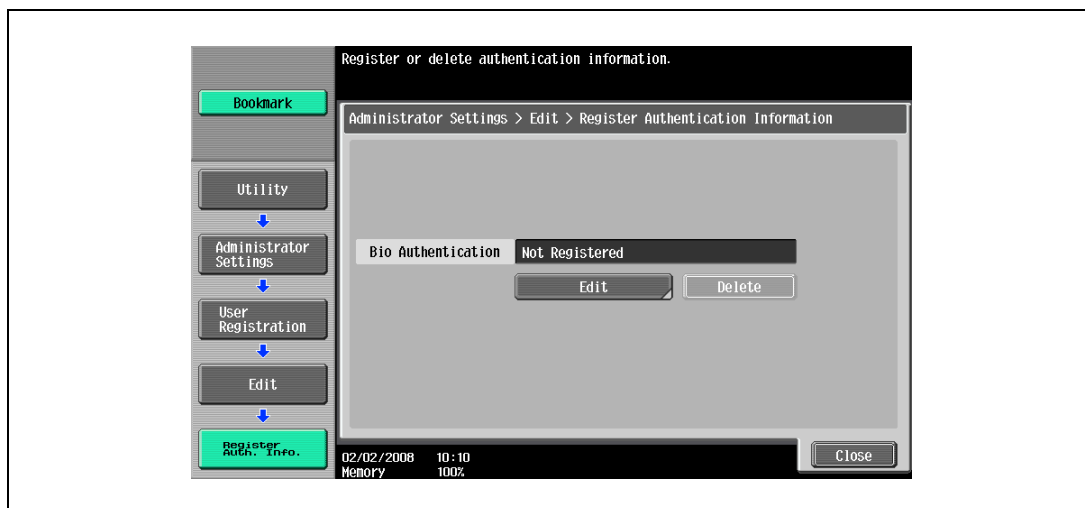 Register or delete authentication information.
Bookmark
Administrator Settings > Edit > Register Authentication Information
Utility
Administrator
Settings
Bio Authentication Not Registered
Edit Delete
User
Registration
Edit
Register
Auth. Info.
02/02/2008 10:10
Memory 100%
Close